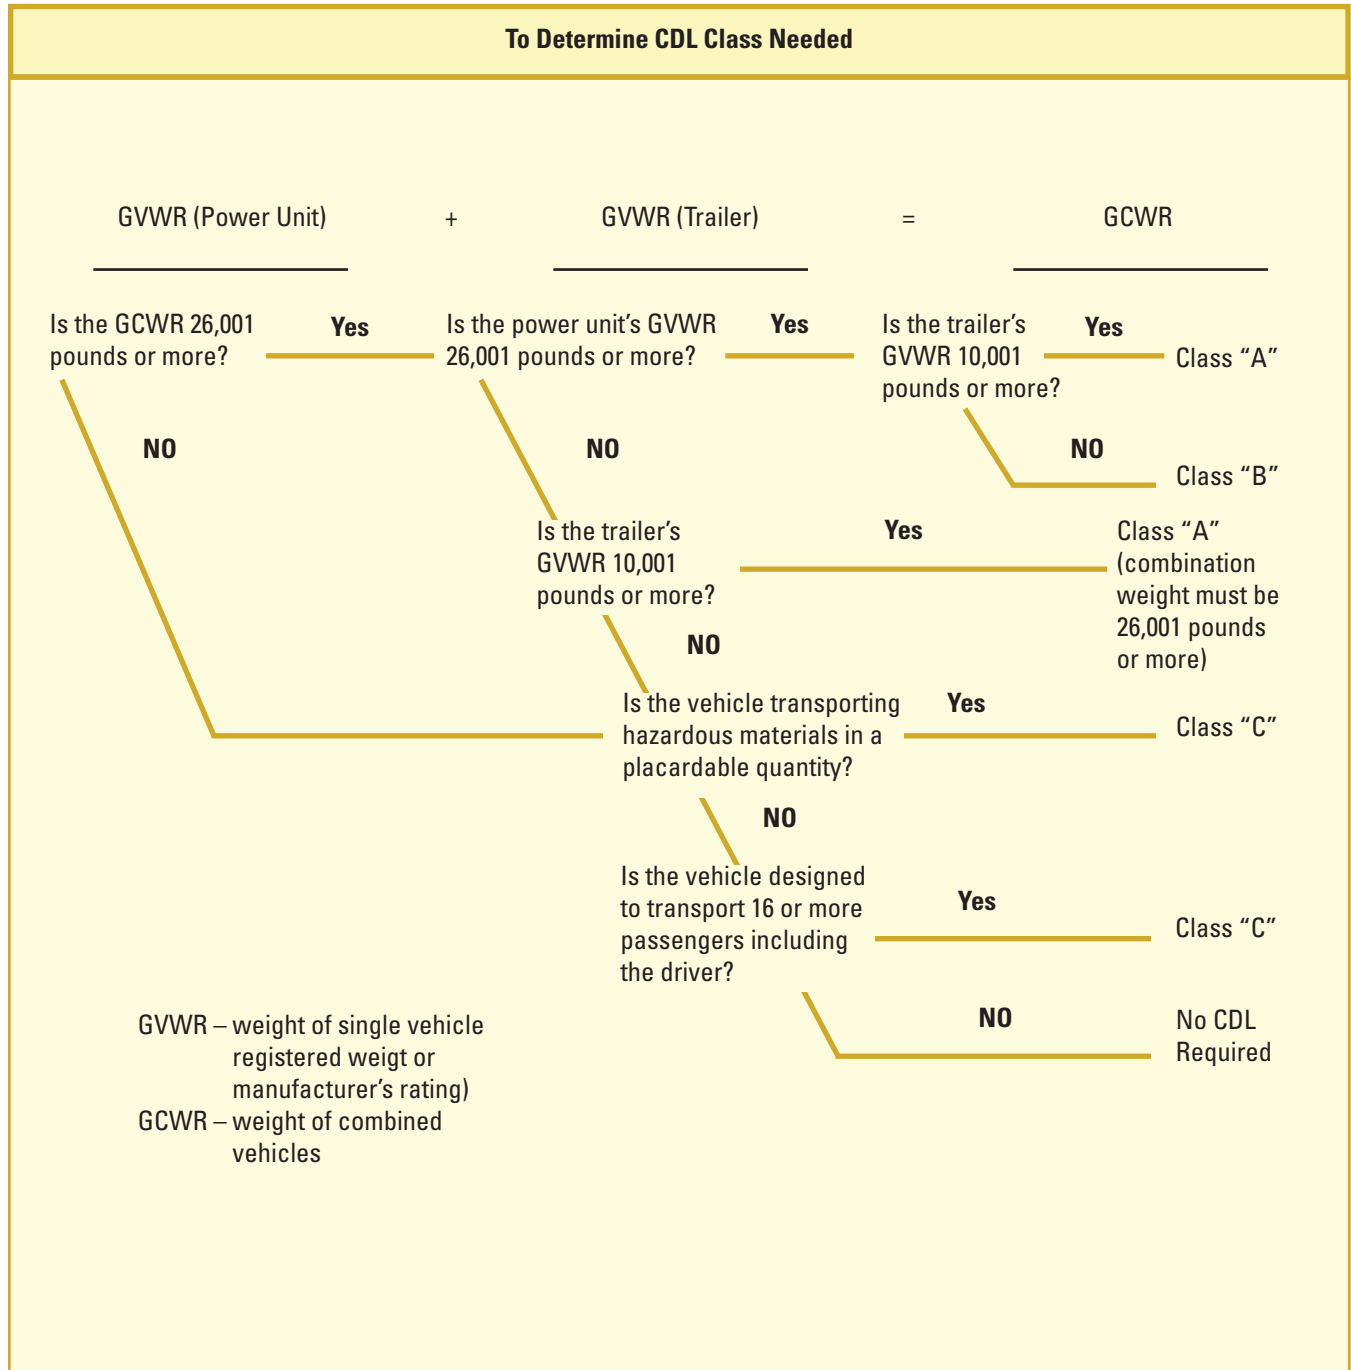 To Determine CDL Class Needed
GVWR (Power Unit) + GVWR (Trailer) = GCWR
Is the GCWR 26,001
pounds or more?
Yes
Is the power unit's GVWR
26,001 pounds or more?
Yes
Is the trailer's
GVWR 10,001
pounds or more?
Yes
Class “A”
NO
NO
NO
Class “B”
Is the trailer's
GVWR 10,001
pounds or more?
Yes
Class “A”
(combination
weight must be
26,001 pounds
or more)
NO
Is the vehicle transporting
hazardous materials in a
placardable quantity?
Yes
Class “C”
NO
Is the vehicle designed
to transport 16 or more
passengers including
the driver?
Yes
Class “C”
NO
No CDL
Required
GVWR – weight of single vehicle
registered weigt or
manufacturer's rating)
GCWR – weight of combined
vehicles